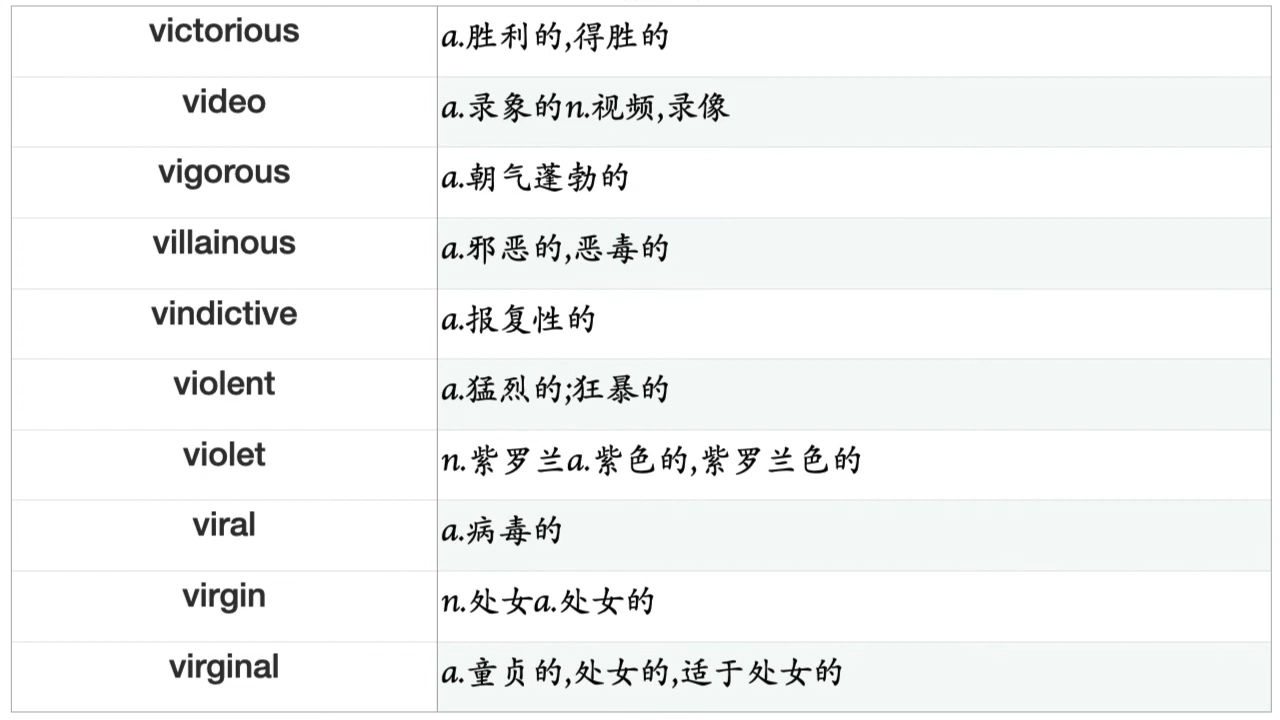 victorious a.胜利的,得胜的
video a.录象的n.视频,录像
vigorous a.朝气蓬勃的
villainous a.邪恶的,恶毒的
vindictive a.报复性的
violent a.猛烈的;狂暴的
violet n.紫罗兰a.紫色的,紫罗兰色的
viral a.病毒的
virgin n.处女a.处女的
virginal a.童贞的,处女的,适于处女的